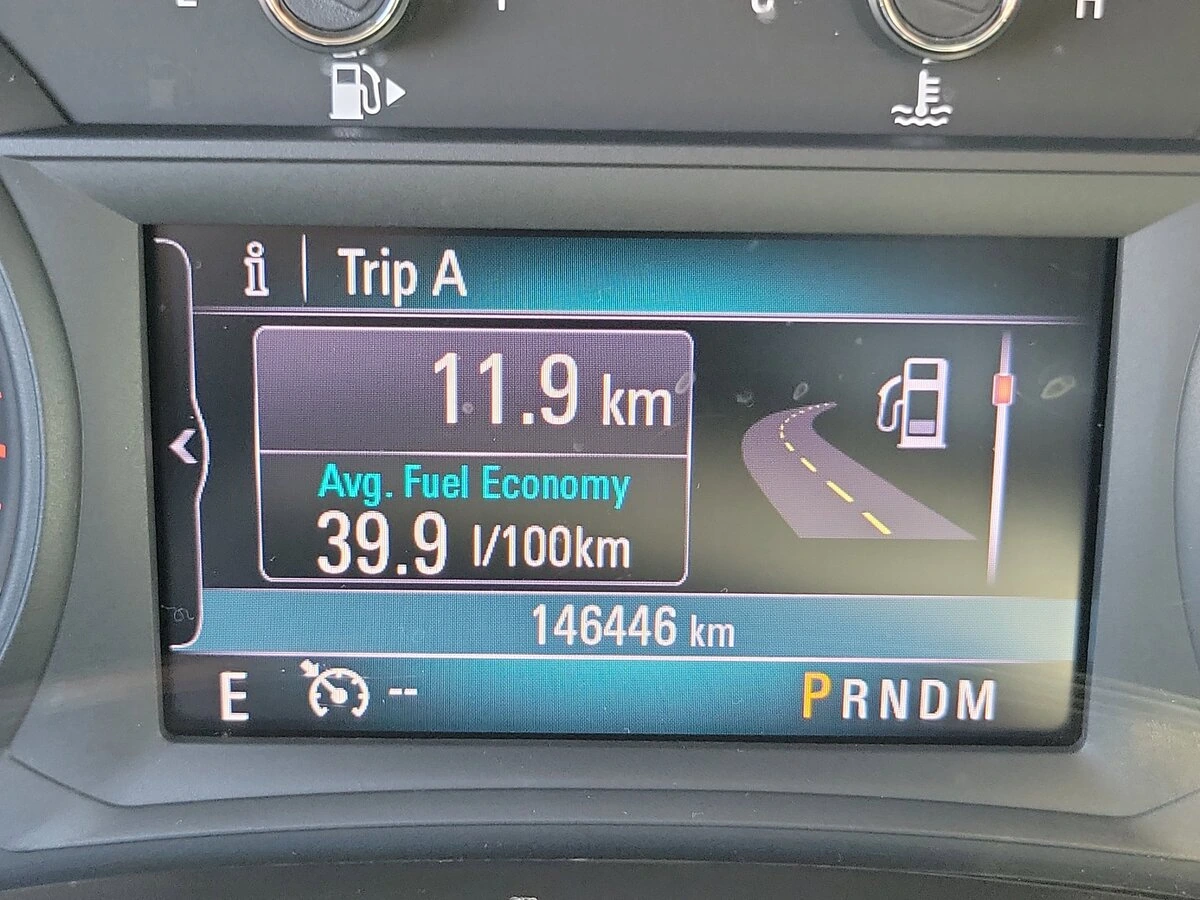 Trip A
11.9 km
Avg. Fuel Economy
39.9 l/100km
146446 km
E --
PRNDM